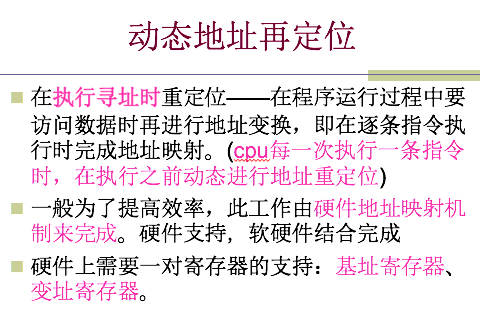 动态地址再定位
在执行寻址时重定位——在程序运行过程中要
访问数据时再进行地址变换，即在逐条指令执
行时完成地址映射。(cpu每一次执行一条指令
时，在执行之前动态进行地址重定位)
一般为了提高效率，此工作由硬件地址映射机
制来完成。硬件支持，软硬件结合完成
硬件上需要一对寄存器的支持：基址寄存器、
变址寄存器。